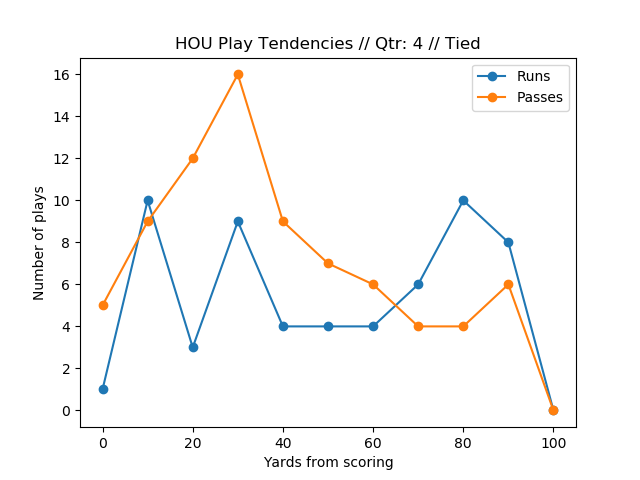 HOU Play Tendencies // Qtr: 4 // Tied
Runs
Passes
Number of plays
16
14
12
10
8
6
4
2
0
0 20 40 60 80 100
Yards from scoring